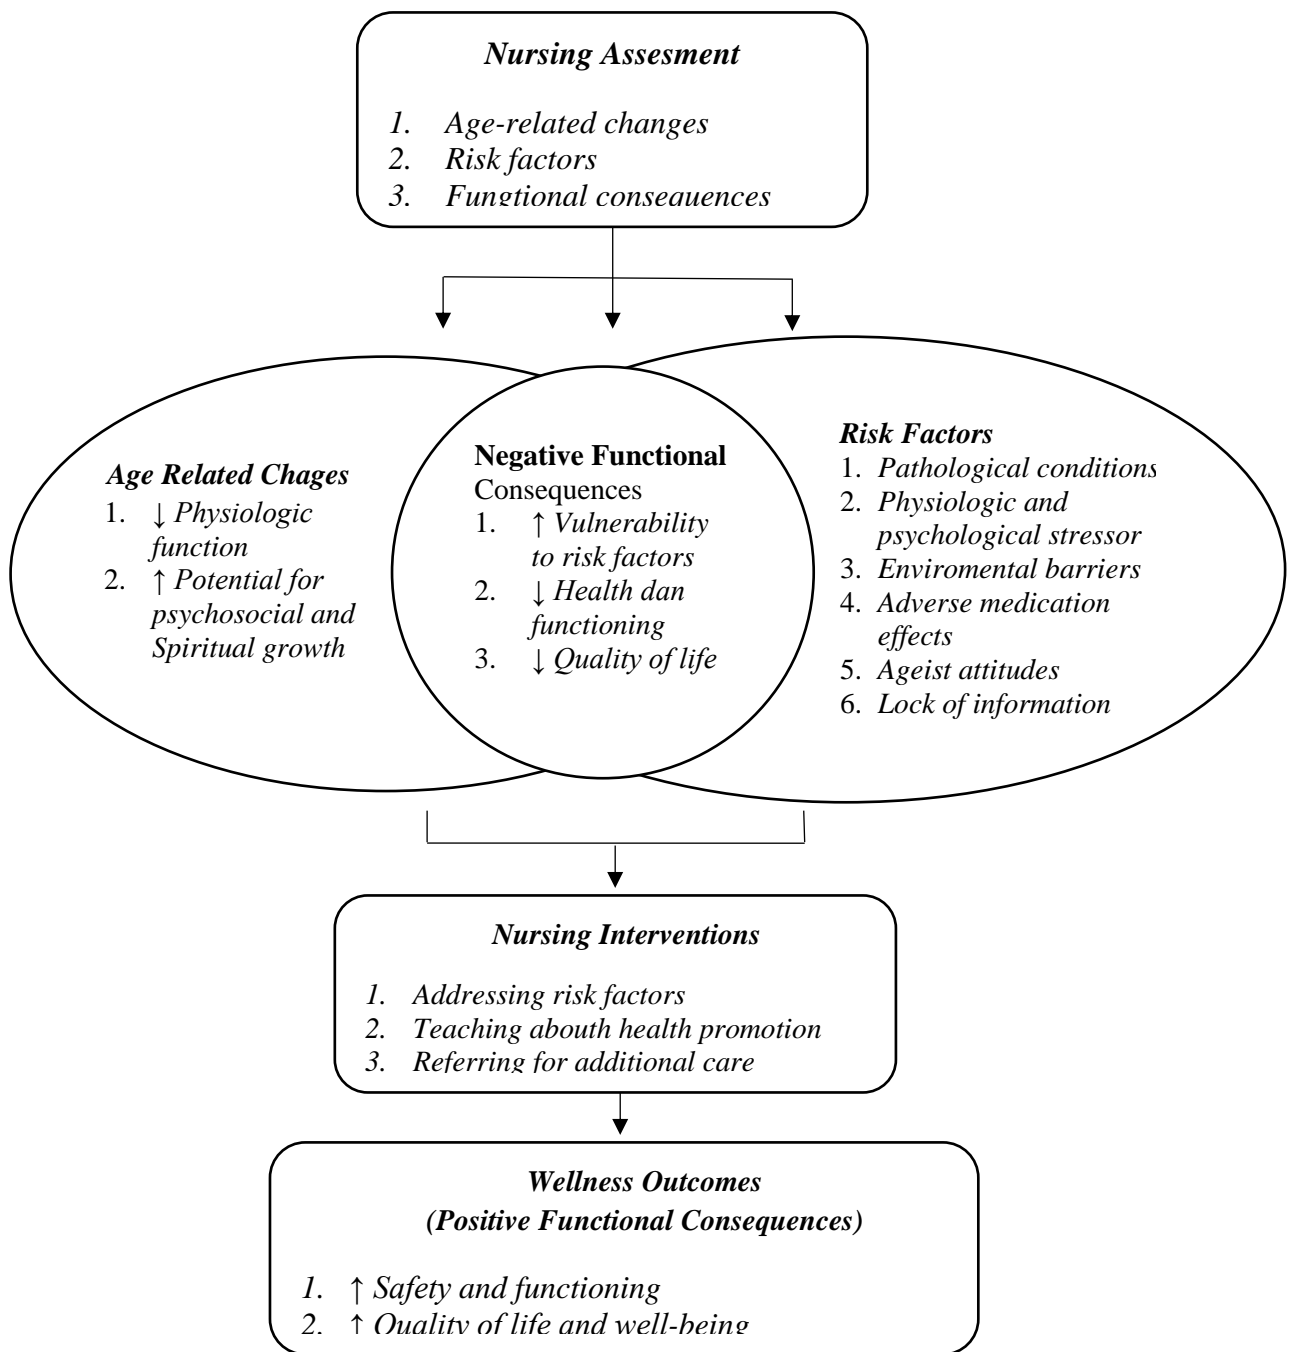 Nursing Assesment
1. Age-related changes
2. Risk factors
3. Fungtional consequences
Age Related Chages
1. ↓ Physiologic
function
2. ↑ Potential for
psychosocial and
Spiritual growth
Negative Functional
Consequences
1. ↑ Vulnerability
to risk factors
2. ↓ Health dan
functioning
3. ↓ Quality of life
Risk Factors
1. Pathological conditions
2. Physiologic and
psychological stressor
3. Enviromental barriers
4. Adverse medication
effects
5. Ageist attitudes
6. Lock of information
Nursing Interventions
1. Addressing risk factors
2. Teaching abouth health promotion
3. Referring for additional care
Wellness Outcomes
(Positive Functional Consequences)
1. ↑ Safety and functioning
2. ↑ Quality of life and well-being